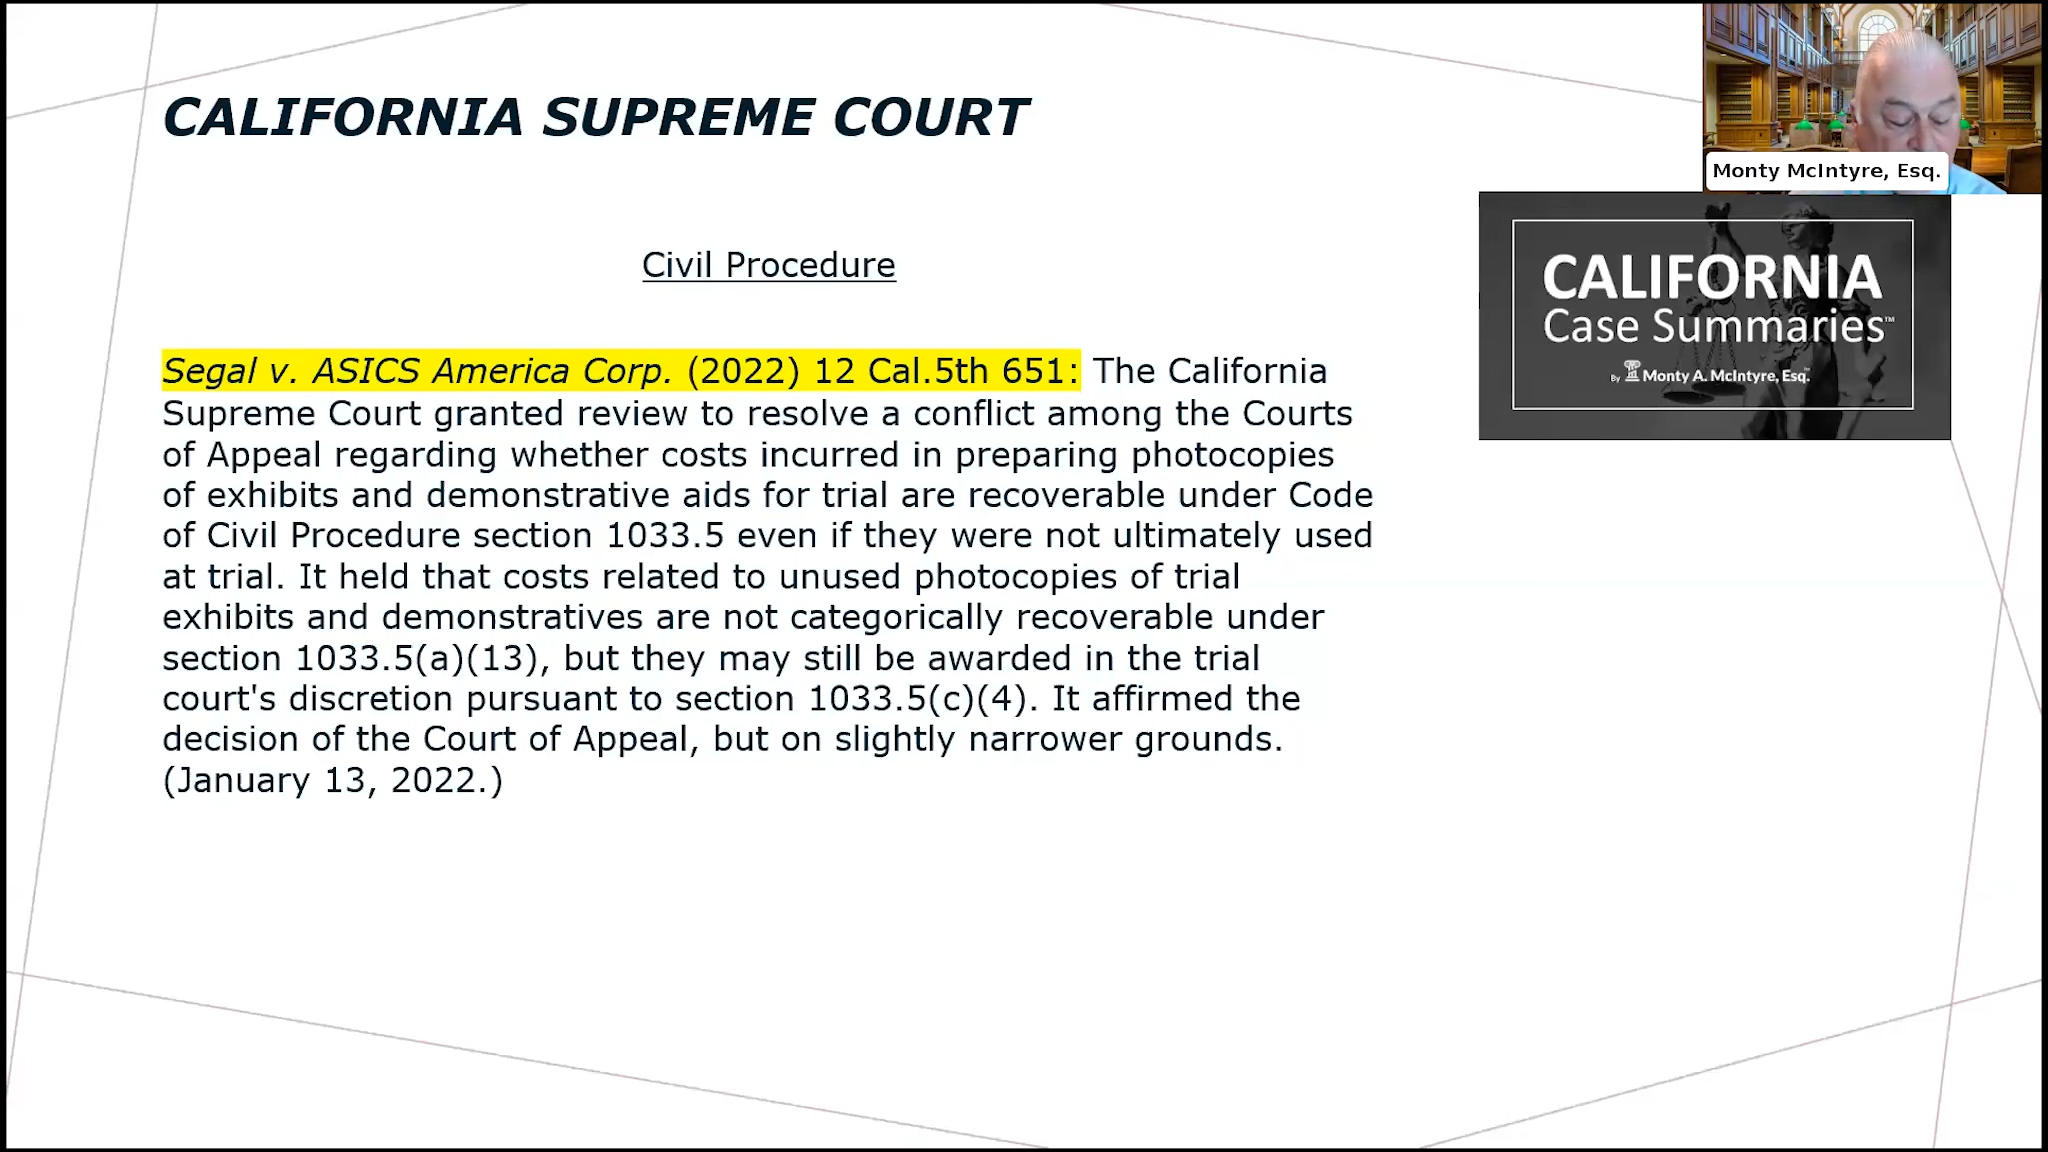 CALIFORNIA SUPREME COURT
Monty McIntyre, Esq.
Civil Procedure
CALIFORNIA
Case Summaries™
By Monty A. McIntyre, Esq.
Segal v. ASICS America Corp. (2022) 12 Cal.5th 651: The California
Supreme Court granted review to resolve a conflict among the Courts
of Appeal regarding whether costs incurred in preparing photocopies
of exhibits and demonstrative aids for trial are recoverable under Code
of Civil Procedure section 1033.5 even if they were not ultimately used
at trial. It held that costs related to unused photocopies of trial
exhibits and demonstratives are not categorically recoverable under
section 1033.5(a)(13), but they may still be awarded in the trial
court's discretion pursuant to section 1033.5(c)(4). It affirmed the
decision of the Court of Appeal, but on slightly narrower grounds.
(January 13, 2022.)